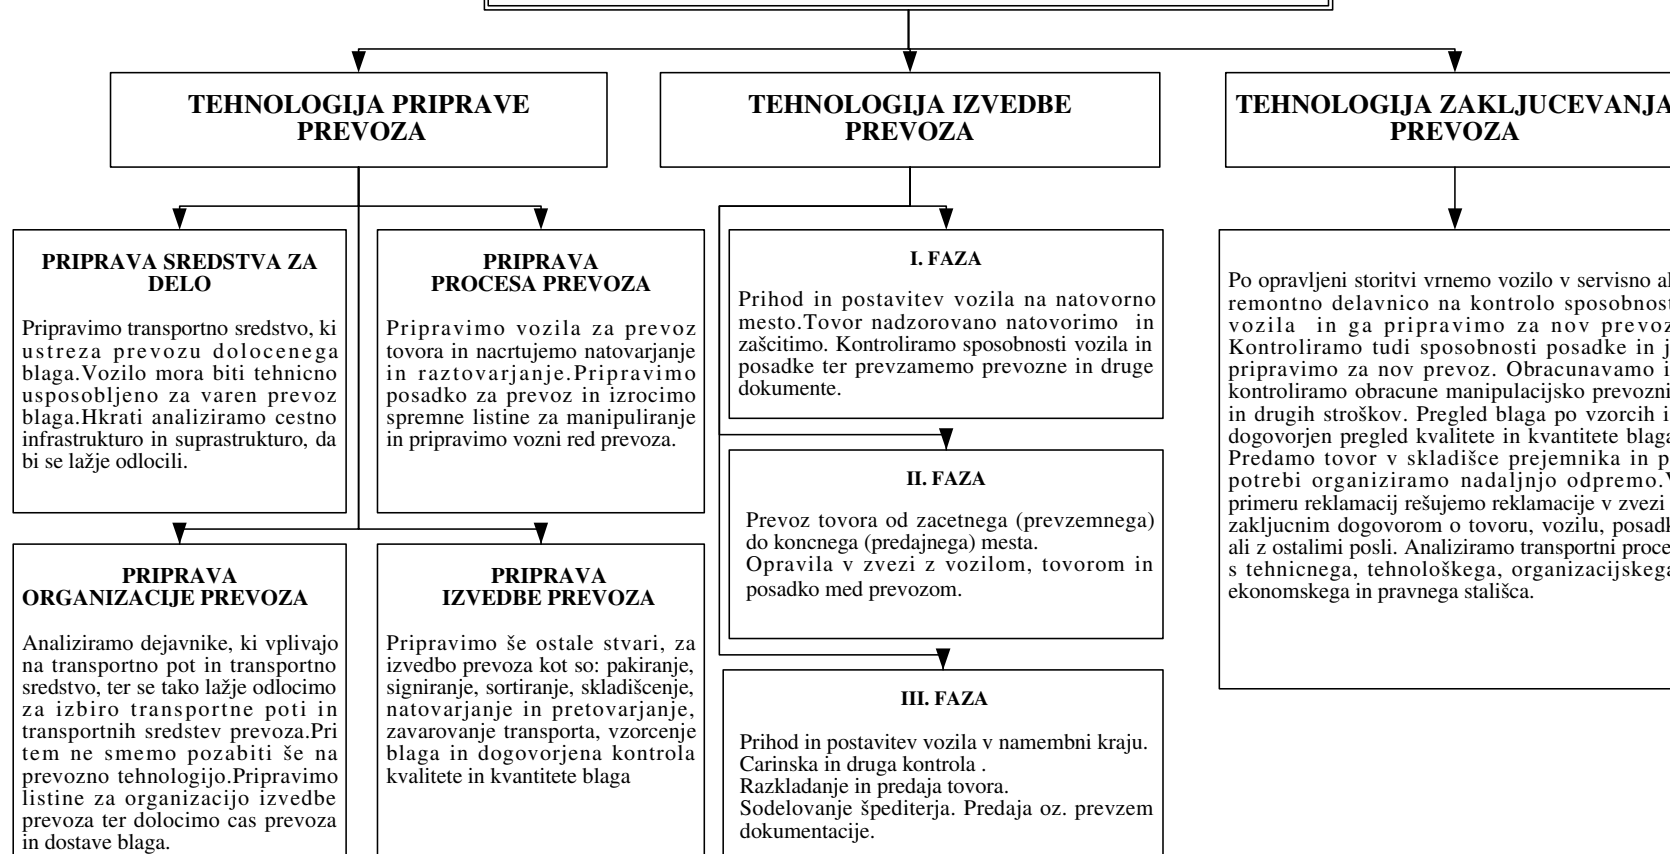 TEHNOLOGIJA PRIPRAVE
PREVOZA
TEHNOLOGIJA IZVEDBE
PREVOZA
TEHNOLOGIJA ZAKLJUCEVANJA
PREVOZA
PRIPRAVA SREDSTVA ZA
DELO
Pripravimo transportno sredstvo, ki
ustreza prevozu dolocenega
blaga.Vozilo mora biti tehnicno
usposobljeno za varen prevoz
blaga.Hkrati analiziramo cestno
infrastrukturo in suprastrukturo, da
bi se lažje odlocili.
PRIPRAVA
PROCESA PREVOZA
Pripravimo vozila za prevoz
tovora in nacrtujemo natovarjanje
in raztovarjanje.Pripravimo
posadko za prevoz in izrocimo
spremne listine za manipuliranje
in pripravimo vozni red prevoza.
PRIPRAVA
ORGANIZACIJE PREVOZA
Analiziramo dejavnike, ki vplivajo
na transportno pot in transportno
sredstvo, ter se tako lažje odlocimo
za izbiro transportne poti in
transportnih sredstev prevoza.Pri
tem ne smemo pozabiti še na
prevozno tehnologijo.Pripravimo
listine za organizacijo izvedbe
prevoza ter dolocimo cas prevoza
in dostave blaga.
PRIPRAVA
IZVEDBE PREVOZA
Pripravimo še ostale stvari, za
izvedbo prevoza kot so: pakiranje,
signiranje, sortiranje, skladišcenje,
natovarjanje in pretovarjanje,
zavarovanje transporta, vzorcenje
blaga in dogovorjena kontrola
kvalitete in kvantitete blaga
I. FAZA
Prihod in postavitev vozila na natovorno
mesto.Tovor nadzorovano natovorimo in
zašcitimo. Kontroliramo sposobnosti vozila in
posadke ter prevzamemo prevozne in druge
dokumente.
II. FAZA
Prevoz tovora od zacetnega (prevzemnega)
do koncnega (predajnega) mesta.
Opravila v zvezi z vozilom, tovorom in
posadko med prevozom.
III. FAZA
Prihod in postavitev vozila v namembni kraju.
Carinska in druga kontrola .
Razkladanje in predaja tovora.
Sodelovanje špediterja. Predaja oz. prevzem
dokumentacije.
Po opravljeni storitvi vrnemo vozilo v servisno
remontno delavnico na kontrolo
vozila in ga pripravimo za nov prevoz
Kontroliramo tudi sposobnosti posadke in
pripravimo za nov prevoz. Obracunavamo
kontroliramo obracune manipulacijsko
in drugih stroškov. Pregled blaga po vzorcih
dogovorjen pregled kvalitete in kvantitete blaga
Predamo tovor v skladišce prejemnika in
potrebi organiziramo nadaljnjo odpremo.
primeru reklamacij rešujemo reklamacije v zvezi
zakljucnim dogovorom o tovoru, vozilu,
ali z ostalimi posli. Analiziramo transportni
s tehnicnega, tehnološkega, organizacijskega
ekonomskega in pravnega stališca.